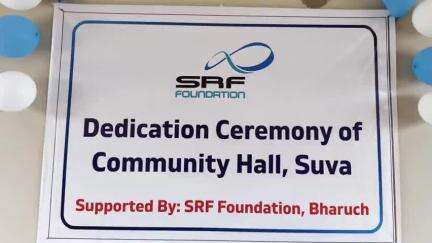 SRF
FOUNDATION
Dedication Ceremony of
Community Hall, Suva
Supported By: SRF Foundation, Bharuch